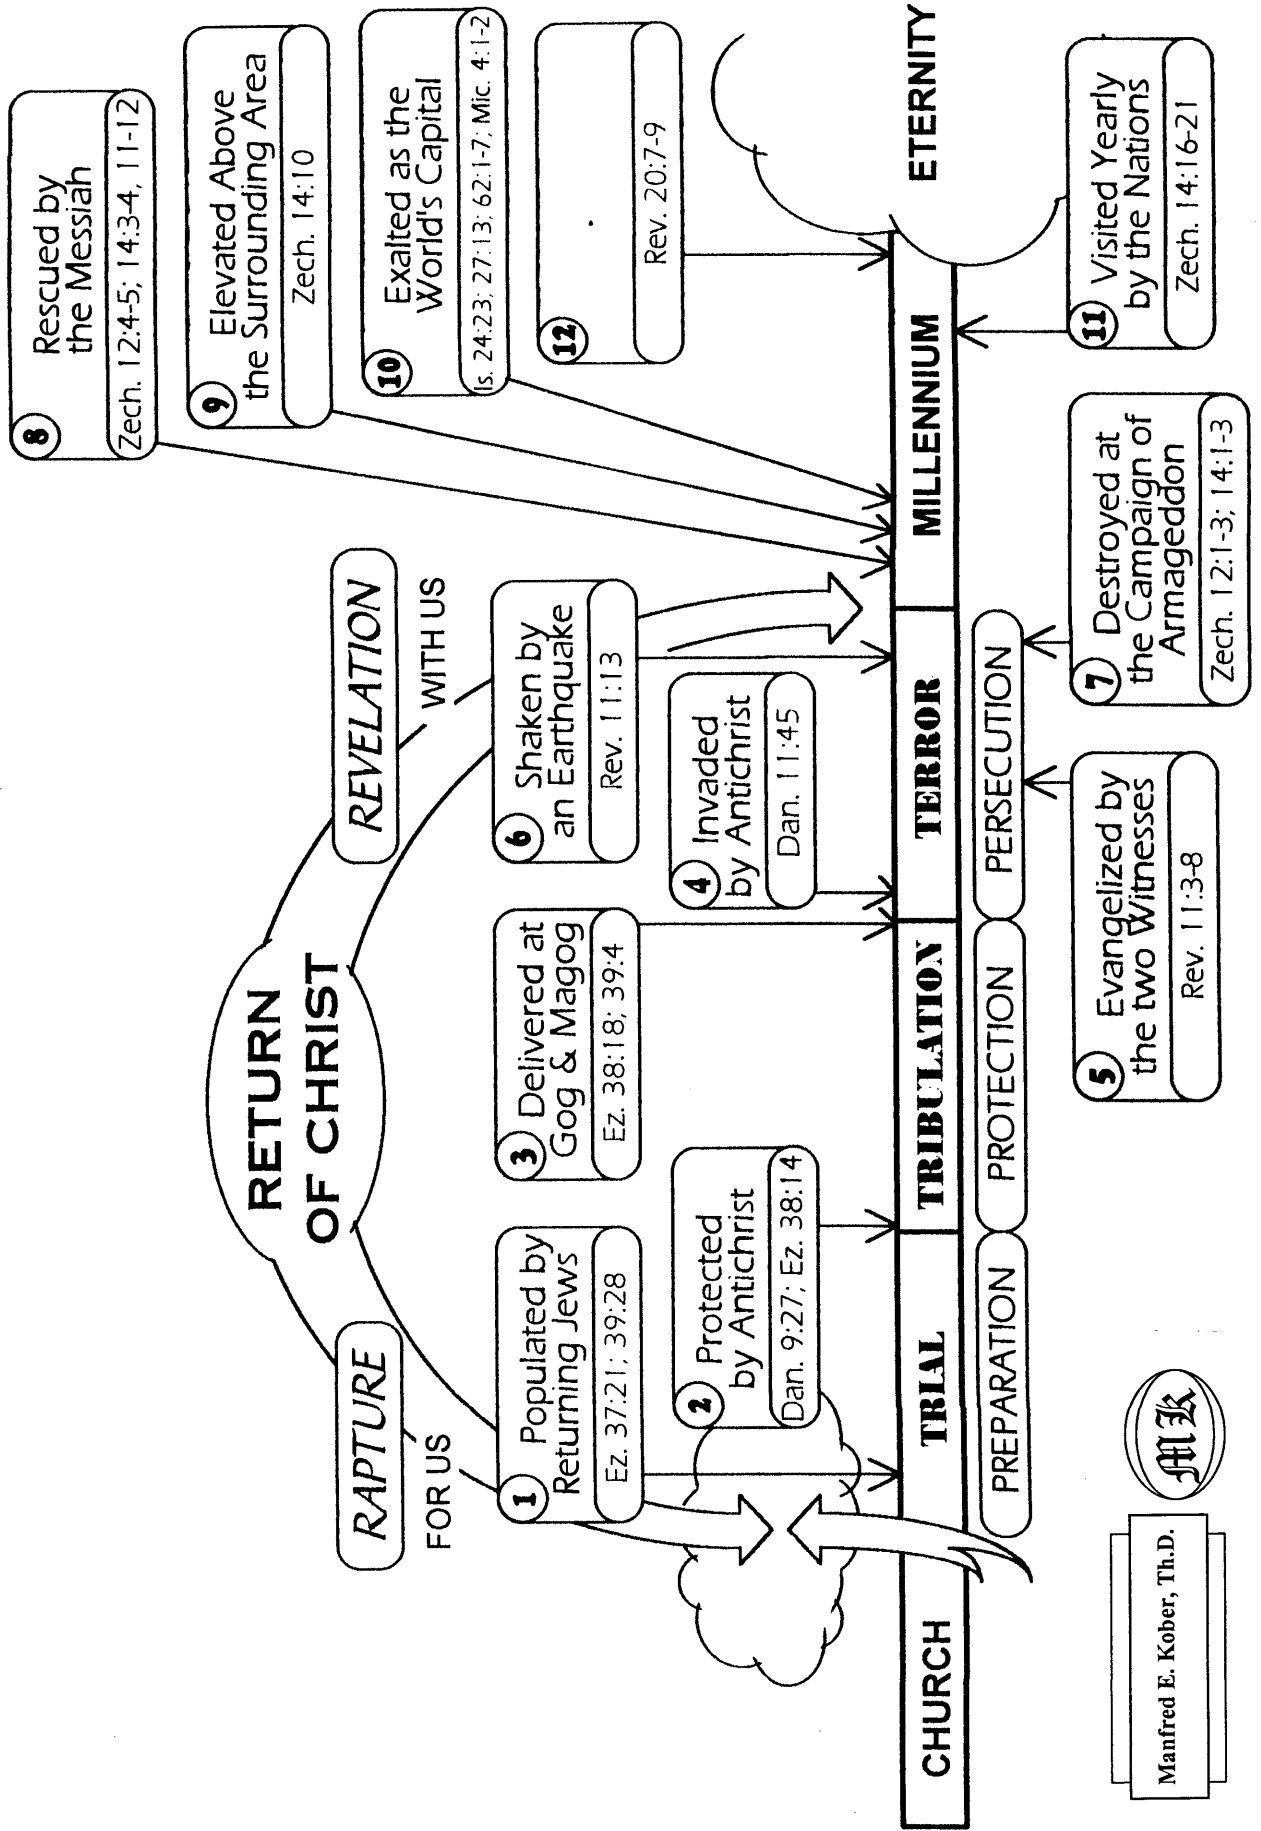 RETURN
OF CHRIST
RAPTURE
FOR US
REVELATION
WITH US
1
Populated by
Returning Jews
Ez. 37:21; 39:28
2
Protected
by Antichrist
Dan. 9:27; Ez. 38:14
3
Delivered at
Gog & Magog
Ez. 38:18; 39:4
4
Invaded
by Antichrist
Dan. 11:45
6
Shaken by
an Earthquake
Rev. 11:13
8
Rescued by
the Messiah
Zech. 12:4-5; 14:3-4, 11-12
9
Elevated Above
the Surrounding Area
Zech. 14:10
10
Exalted as the
World's Capital
Is. 24:23; 27:13; 62:1-7; Mic. 4:1-2
12
Rev. 20:7-9
CHURCH
TRIAL
TRIBULATION
TERROR
MILLENNIUM
ETERNITY
PREPARATION
PROTECTION
PERSECUTION
5
Evangelized by
the two Witnesses
Rev. 11:3-8
7
Destroyed at
the Campaign of
Armageddon
Zech. 12:1-3; 14:1-3
11
Visited Yearly
by the Nations
Zech. 14:16-21
Manfred E. Kober, Th.D.
MK